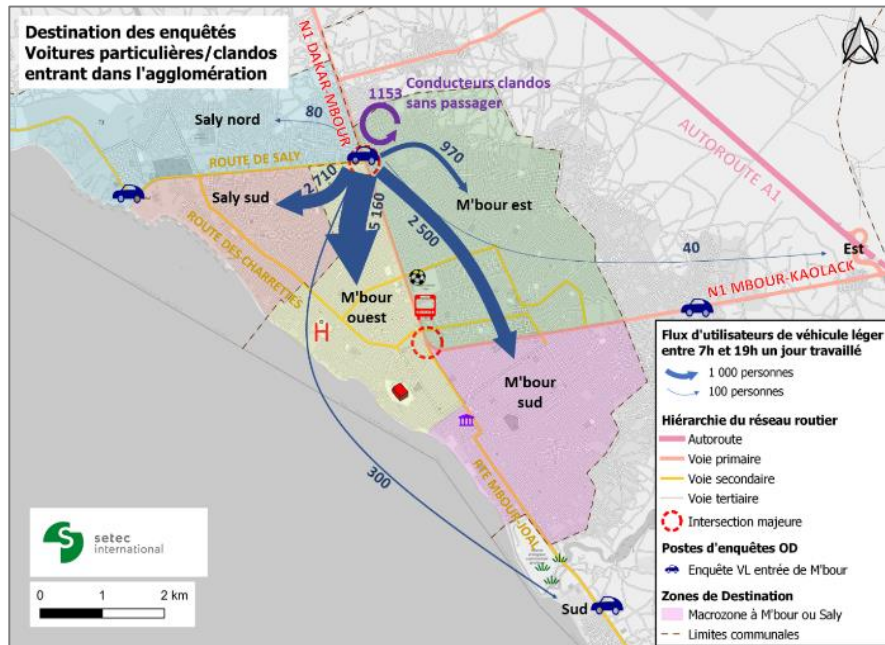 Destination des enquêtés
Voitures particulières/clandos
entrant dans l'agglomération
N1 DAKAR-MBOUR
Conducteurs clandos
1153 sans passager
80
Saly nord
970
ROUTE DE SALY
2 710
Saly sud
5 160
M'bour est
2 500
AUTOROUTE A1
40
Est
ROUTE DES CHARRETTES
N1 MBOUR-KAOLACK
M'bour
ouest
H
M'bour
sud
300
RTE MBOUR-JOAL
Sud
setec
international
0 1 2 km
Flux d'utilisateurs de véhicule léger
entre 7h et 19h un jour travaillé
1 000 personnes
100 personnes
Hiérarchie du réseau routier
Autoroute
Voie primaire
Voie secondaire
Voie tertiaire
Intersection majeure
Postes d'enquêtes OD
Enquête VL entrée de M'bour
Zones de Destination
Macrozone à M'bour ou Saly
Limites communales